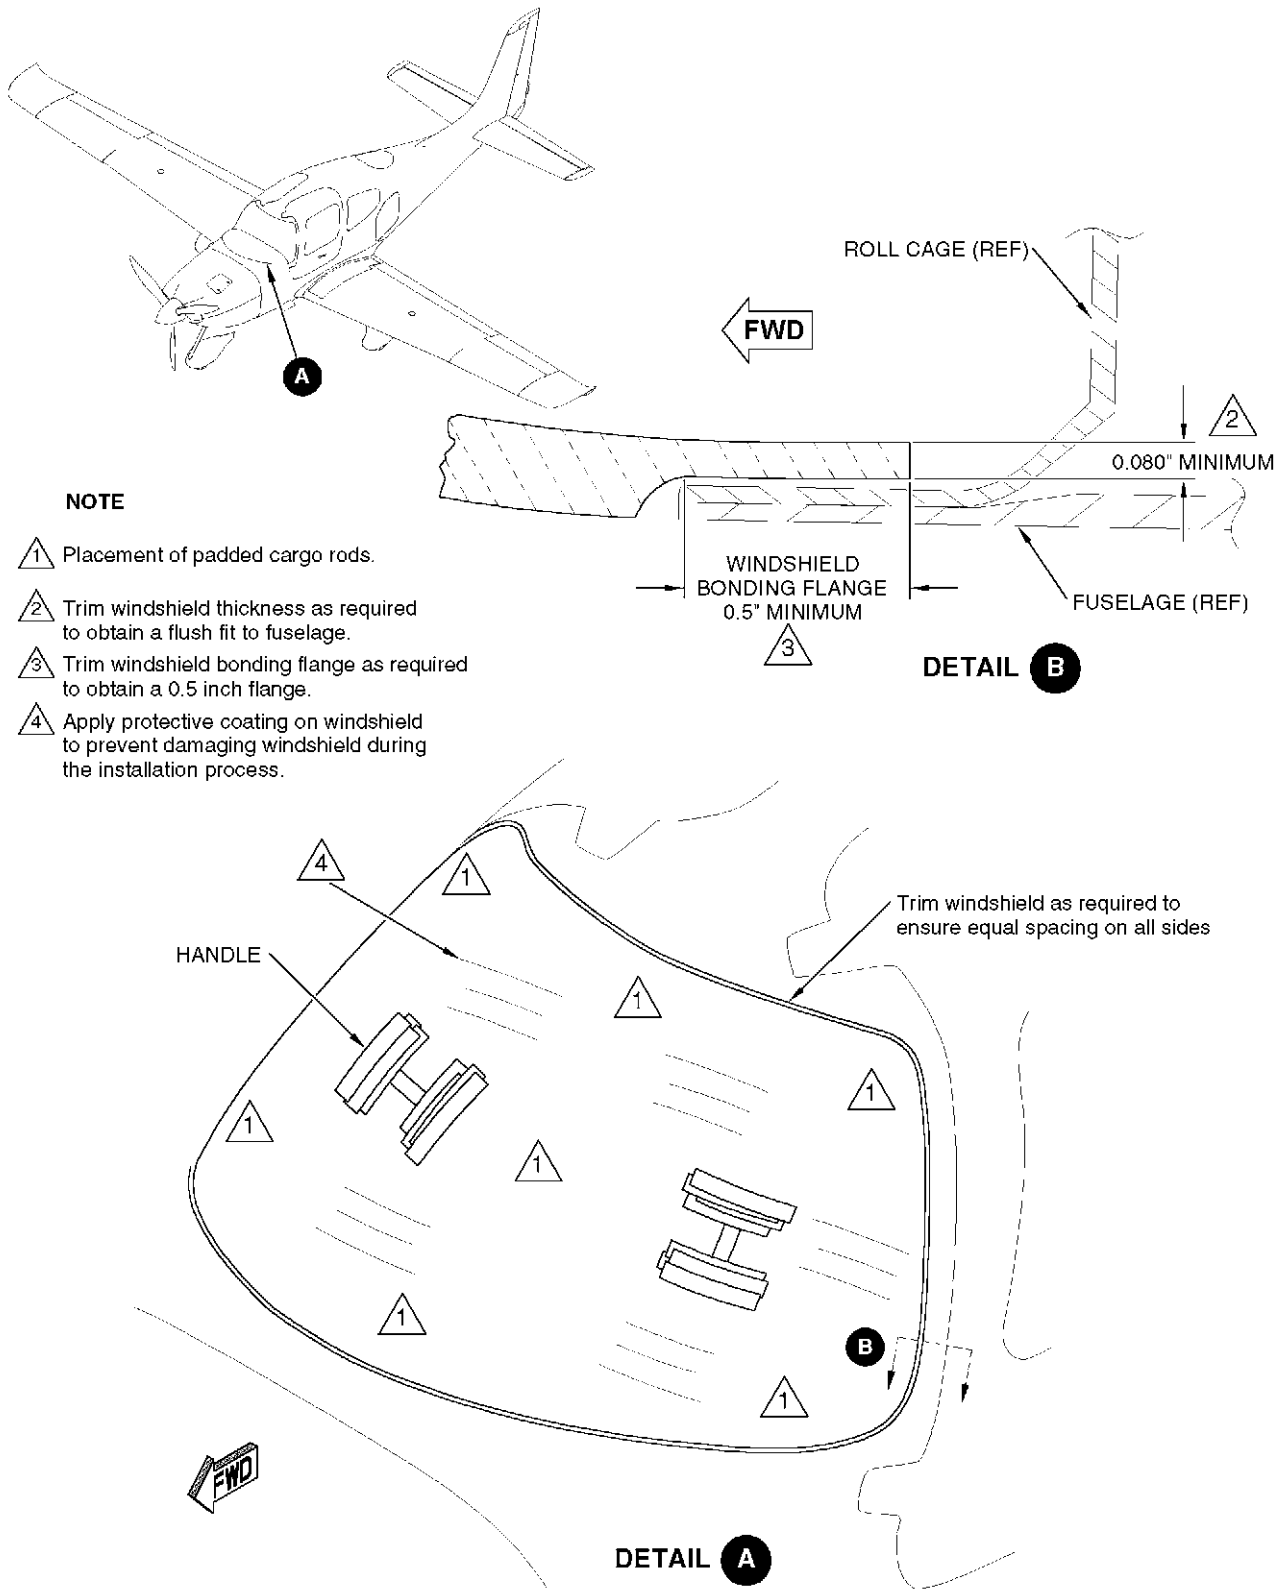 A
ROLL CAGE (REF)
FWD
2
0.080" MINIMUM
WINDSHIELD
BONDING FLANGE
0.5" MINIMUM
3
FUSELAGE (REF)
DETAIL B
NOTE
1 Placement of padded cargo rods.
2 Trim windshield thickness as required
to obtain a flush fit to fuselage.
3 Trim windshield bonding flange as required
to obtain a 0.5 inch flange.
4 Apply protective coating on windshield
to prevent damaging windshield during
the installation process.
4
1
Trim windshield as required to
ensure equal spacing on all sides
HANDLE
1
1
1
1
1
B
1
FWD
DETAIL A